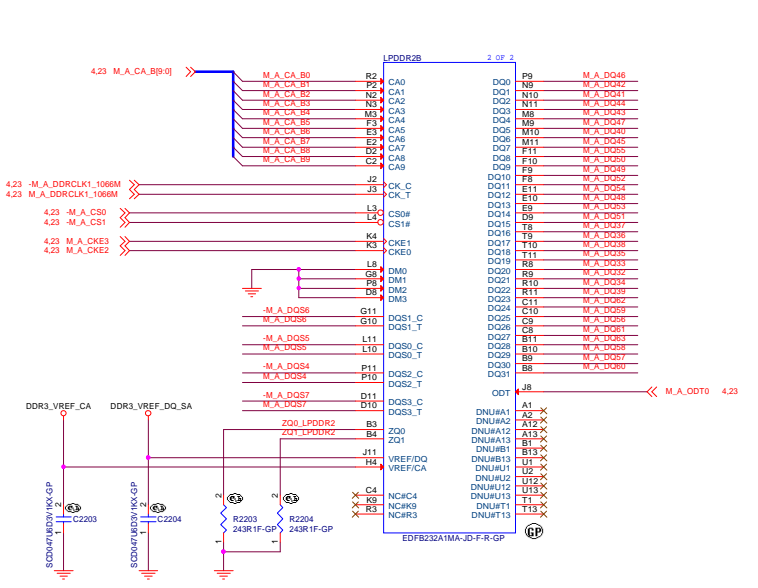 LPDDR2B 2 OF 2
4,23 M_A_CA_B[9:0]
M_A_CA_B0 R2 CA0
M_A_CA_B1 P2 CA1
M_A_CA_B2 N2 CA2
M_A_CA_B3 N3 CA3
M_A_CA_B4 M3 CA4
M_A_CA_B5 F3 CA5
M_A_CA_B6 E3 CA6
M_A_CA_B7 E2 CA7
M_A_CA_B8 D2 CA8
M_A_CA_B9 C2 CA9
4,23 -M_A_DDRCLK1_1066M J2 CK_C
4,23 M_A_DDRCLK1_1066M J3 CK_T
4,23 -M_A_CS0 L3 CS0#
4,23 -M_A_CS1 L4 CS1#
4,23 M_A_CKE3 K4 CKE1
4,23 M_A_CKE2 K3 CKE0
L8 DM0
G8 DM1
P8 DM2
D8 DM3
-M_A_DQS6 G11 DQS1_C
M_A_DQS6 G10 DQS1_T
-M_A_DQS5 L11 DQS0_C
M_A_DQS5 L10 DQS0_T
-M_A_DQS4 P11 DQS2_C
M_A_DQS4 P10 DQS2_T
-M_A_DQS7 D11 DQS3_C
M_A_DQS7 D10 DQS3_T
ZQ0_LPDDR2 B3 ZQ0
ZQ1_LPDDR2 B4 ZQ1
J11 VREF/DQ
H4 VREF/CA
C4 NC#C4
K9 NC#K9
R3 NC#R3
DQ0 P9 M_A_DQ46
DQ1 N9 M_A_DQ42
DQ2 N10 M_A_DQ41
DQ3 N11 M_A_DQ44
DQ4 M8 M_A_DQ43
DQ5 M9 M_A_DQ47
DQ6 M10 M_A_DQ40
DQ7 M11 M_A_DQ45
DQ8 F11 M_A_DQ55
DQ9 F10 M_A_DQ50
DQ10 F9 M_A_DQ49
DQ11 F8 M_A_DQ52
DQ12 E11 M_A_DQ54
DQ13 E10 M_A_DQ48
DQ14 E9 M_A_DQ53
DQ15 D9 M_A_DQ51
DQ16 T8 M_A_DQ37
DQ17 T9 M_A_DQ36
DQ18 T10 M_A_DQ38
DQ19 T11 M_A_DQ35
DQ20 R8 M_A_DQ33
DQ21 R9 M_A_DQ32
DQ22 R10 M_A_DQ34
DQ23 R11 M_A_DQ39
DQ24 C11 M_A_DQ62
DQ25 C10 M_A_DQ59
DQ26 C9 M_A_DQ56
DQ27 C8 M_A_DQ61
DQ28 B11 M_A_DQ63
DQ29 B10 M_A_DQ58
DQ30 B9 M_A_DQ57
DQ31 B8 M_A_DQ60
ODT J8 M_A_ODT0 4,23
DNU#A1 A1
DNU#A2 A2
DNU#A12 A12
DNU#A13 A13
DNU#B1 B1
DNU#B13 B13
DNU#U1 U1
DNU#U2 U2
DNU#U12 U12
DNU#U13 U13
DNU#T1 T1
DNU#T13 T13
EDFB232A1MA-JD-F-R-GP
GP
DDR3_VREF_CA
DDR3_VREF_DQ_SA
SCD047U6D3V1KX-GP
2
C2203
1
SCD047U6D3V1KX-GP
2
C2204
1
2
R2203
243R1F-GP
1
2
R2204
243R1F-GP
1